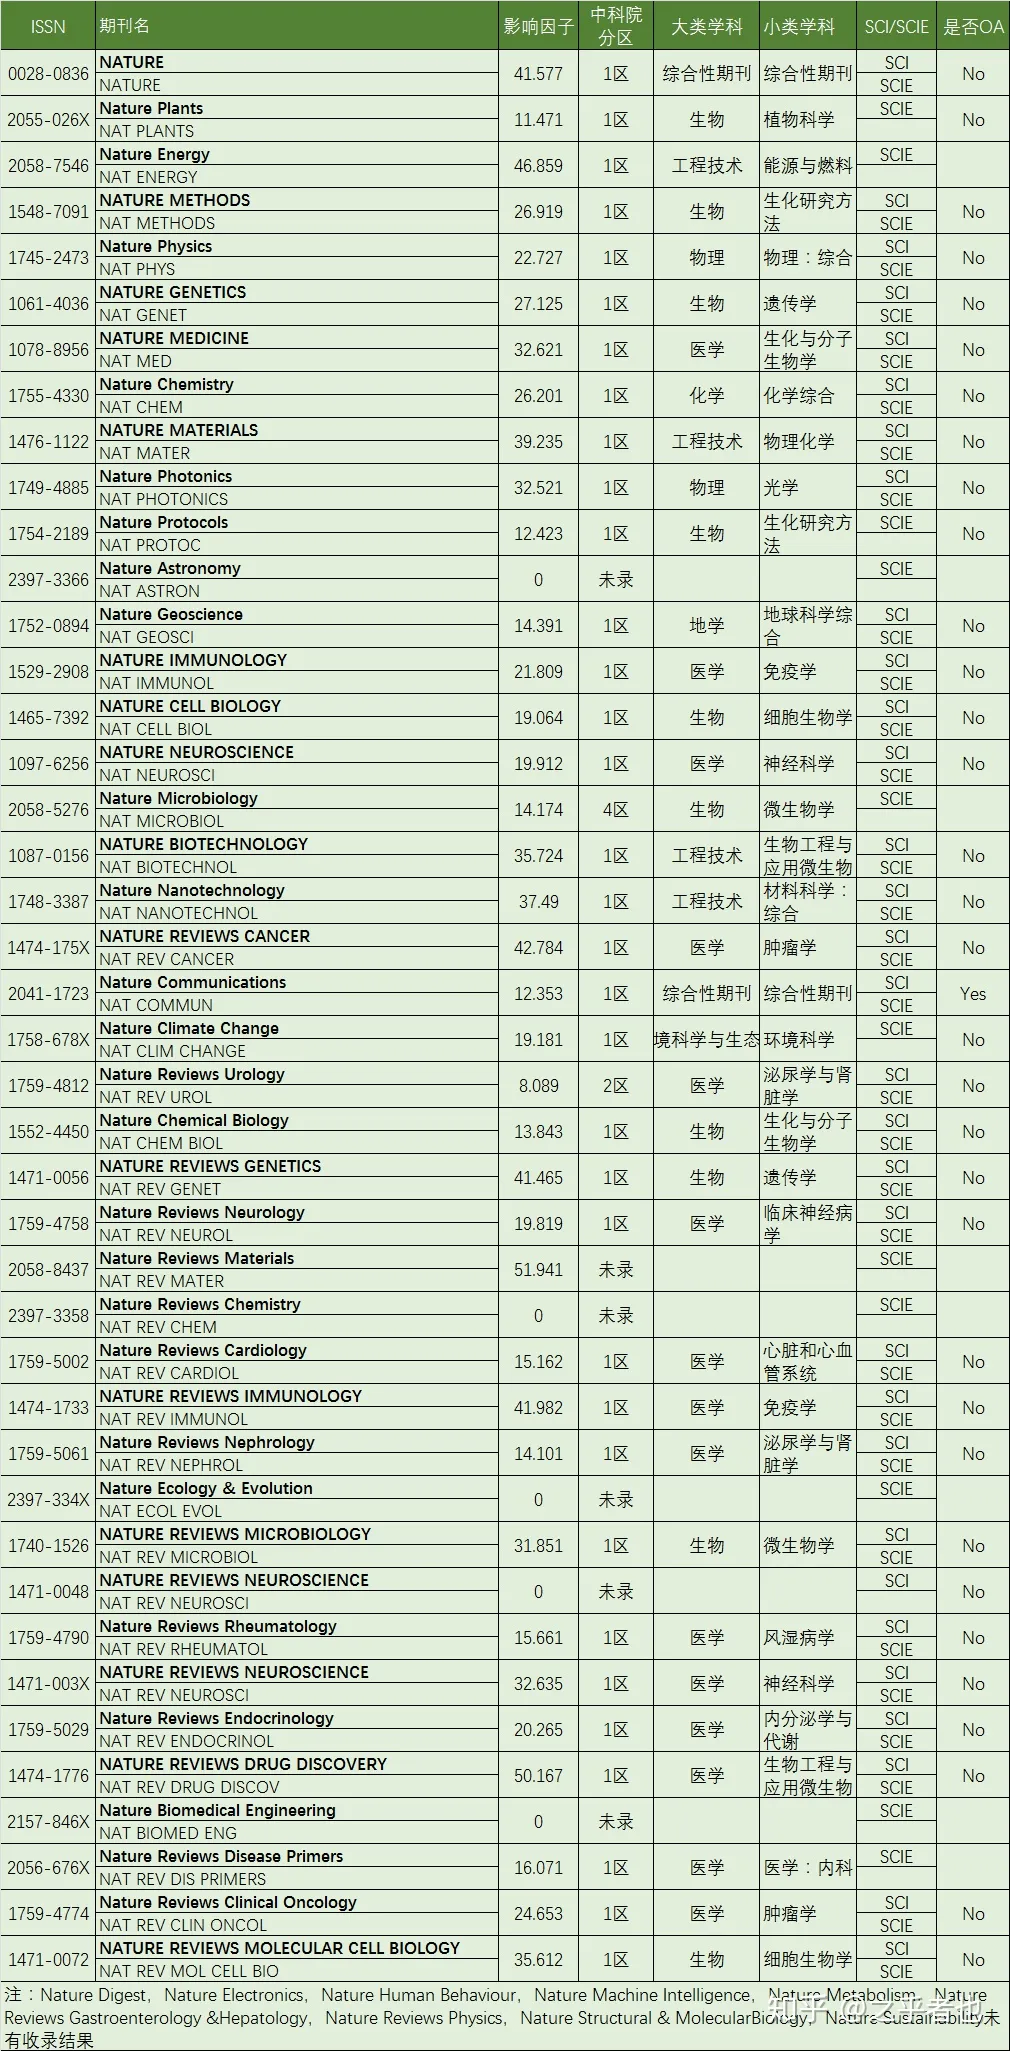 ISSN 期刊名 影响因子 中科院分区 大类学科 小类学科 SCI/SCIE 是否OA
0028-0836 NATURE 41.577 1区 综合性期刊 综合性期刊 SCI No
NATURE SCIE
2055-026X Nature Plants 11.471 1区 生物 植物科学 SCIE No
NAT PLANTS
2058-7546 Nature Energy 46.859 1区 工程技术 能源与燃料 SCIE
NAT ENERGY
1548-7091 NATURE METHODS 26.919 1区 生物 生化研究方法 SCI No
NAT METHODS SCIE
1745-2473 Nature Physics 22.727 1区 物理 物理：综合 SCI No
NAT PHYS SCIE
1061-4036 NATURE GENETICS 27.125 1区 生物 遗传学 SCI No
NAT GENET SCIE
1078-8956 NATURE MEDICINE 32.621 1区 医学 生化与分子生物学 SCI No
NAT MED SCIE
1755-4330 Nature Chemistry 26.201 1区 化学 化学综合 SCI No
NAT CHEM SCIE
1476-1122 NATURE MATERIALS 39.235 1区 工程技术 物理化学 SCI No
NAT MATER SCIE
1749-4885 Nature Photonics 32.521 1区 物理 光学 SCI No
NAT PHOTONICS SCIE
1754-2189 Nature Protocols 12.423 1区 生物 生化研究方法 SCIE No
NAT PROTOC
2397-3366 Nature Astronomy 0 未录 SCIE
NAT ASTRON
1752-0894 Nature Geoscience 14.391 1区 地学 地球科学综合 SCI No
NAT GEOSCI SCIE
1529-2908 NATURE IMMUNOLOGY 21.809 1区 医学 免疫学 SCI No
NAT IMMUNOL SCIE
1465-7392 NATURE CELL BIOLOGY 19.064 1区 生物 细胞生物学 SCI No
NAT CELL BIOL SCIE
1097-6256 NATURE NEUROSCIENCE 19.912 1区 医学 神经科学 SCI No
NAT NEUROSCI SCIE
2058-5276 Nature Microbiology 14.174 4区 生物 微生物学 SCIE
NAT MICROBIOL
1087-0156 NATURE BIOTECHNOLOGY 35.724 1区 工程技术 生物工程与应用微生物 SCI No
NAT BIOTECHNOL SCIE
1748-3387 Nature Nanotechnology 37.49 1区 工程技术 材料科学：综合 SCI No
NAT NANOTECHNOL SCIE
1474-175X NATURE REVIEWS CANCER 42.784 1区 医学 肿瘤学 SCI No
NAT REV CANCER SCIE
2041-1723 Nature Communications 12.353 1区 综合性期刊 综合性期刊 SCI Yes
NAT COMMUN SCIE
1758-678X Nature Climate Change 19.181 1区 境科学与生态 环境科学 SCIE No
NAT CLIM CHANGE
1759-4812 Nature Reviews Urology 8.089 2区 医学 泌尿学与肾脏学 SCI No
NAT REV UROL SCIE
1552-4450 Nature Chemical Biology 13.843 1区 生物 生化与分子生物学 SCI No
NAT CHEM BIOL SCIE
1471-0056 NATURE REVIEWS GENETICS 41.465 1区 生物 遗传学 SCI No
NAT REV GENET SCIE
1759-4758 Nature Reviews Neurology 19.819 1区 医学 临床神经病学 SCI No
NAT REV NEUROL SCIE
2058-8437 Nature Reviews Materials 51.941 未录 SCIE
NAT REV MATER
2397-3358 Nature Reviews Chemistry 0 未录 SCIE
NAT REV CHEM
1759-5002 Nature Reviews Cardiology 15.162 1区 医学 心脏和心血管系统 SCI No
NAT REV CARDIOL SCIE
1474-1733 NATURE REVIEWS IMMUNOLOGY 41.982 1区 医学 免疫学 SCI No
NAT REV IMMUNOL SCIE
1759-5061 Nature Reviews Nephrology 14.101 1区 医学 泌尿学与肾脏学 SCI No
NAT REV NEPHROL SCIE
2397-334X Nature Ecology & Evolution 0 未录 SCIE
NAT ECOL EVOL
1740-1526 NATURE REVIEWS MICROBIOLOGY 31.851 1区 生物 微生物学 SCI No
NAT REV MICROBIOL SCIE
1471-0048 NATURE REVIEWS NEUROSCIENCE 0 未录 SCI No
NAT REV NEUROSCI
1759-4790 Nature Reviews Rheumatology 15.661 1区 医学 风湿病学 SCI No
NAT REV RHEUMATOL SCIE
1471-003X NATURE REVIEWS NEUROSCIENCE 32.635 1区 医学 神经科学 SCI No
NAT REV NEUROSCI SCIE
1759-5029 Nature Reviews Endocrinology 20.265 1区 医学 内分泌学与代谢 SCI No
NAT REV ENDOCRINOL SCIE
1474-1776 NATURE REVIEWS DRUG DISCOVERY 50.167 1区 医学 生物工程与应用微生物 SCI No
NAT REV DRUG DISCOV SCIE
2157-846X Nature Biomedical Engineering 0 未录 SCIE
NAT BIOMED ENG
2056-676X Nature Reviews Disease Primers 16.071 1区 医学 医学：内科 SCIE
NAT REV DIS PRIMERS
1759-4774 Nature Reviews Clinical Oncology 24.653 1区 医学 肿瘤学 SCI No
NAT REV CLIN ONCOL SCIE
1471-0072 NATURE REVIEWS MOLECULAR CELL BIOLOGY 35.612 1区 生物 细胞生物学 SCI No
NAT REV MOL CELL BIO SCIE
注：Nature Digest，Nature Electronics，Nature Human Behaviour，Nature Machine Intelligence，Nature Metabolism，Nature
Reviews Gastroenterology &Hepatology，Nature Reviews Physics，Nature Structural & MolecularBiology，Nature Sustainability未
有收录结果
知乎 @之乎者也